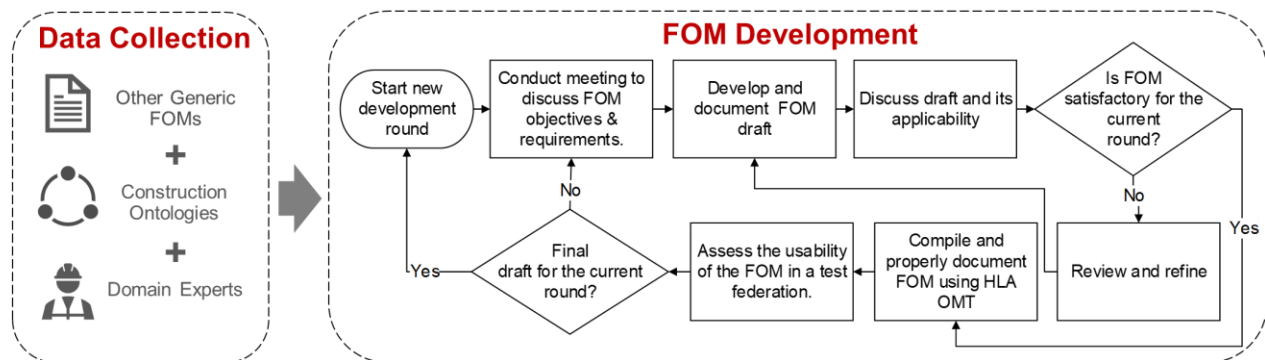 Data Collection
Other Generic
FOMs
+
Construction
Ontologies
+
Domain Experts
FOM Development
Start new
development
round
Conduct meeting to
discuss FOM
objectives &
requirements.
Develop and
document FOM
draft
Discuss draft and its
applicability
Is FOM
satisfactory for the
current
round?
No
Yes
Review and refine
Compile and
properly document
FOM using HLA
OMT
Assess the usability
of the FOM in a test
federation.
Final
draft for the current
round?
No
Yes